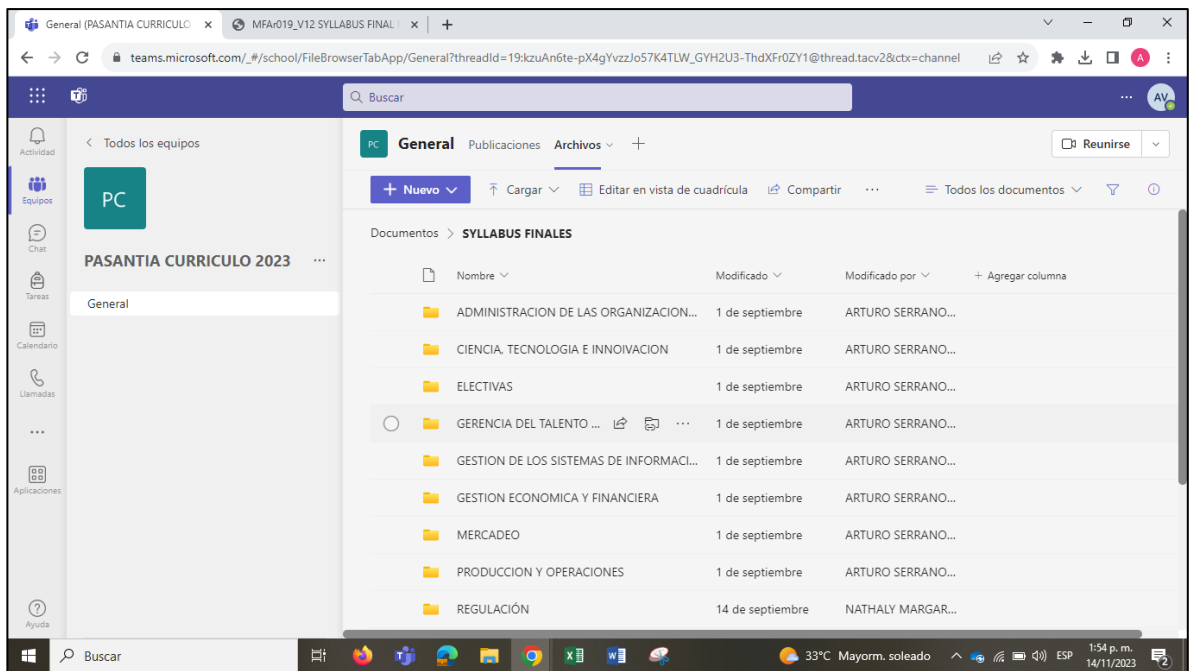 General (PASANTIA CURRICULO
MFAr019_V12 SYLLABUS FINAL
teams.microsoft.com/_#/school/FileBrowserTabApp/General?threadId=19:kzuAn6te-pX4gYvzzJo57K4TLW_GYH2U3-ThdXFr0ZY1@thread.tacv2&ctx=channel
A
Buscar
AV
Actividad
Equipos
Chat
Tareas
Calendario
Llamadas
Aplicaciones
Ayuda
Todos los equipos
PC
PASANTIA CURRICULO 2023 ...
General
PC General Publicaciones Archivos
Reunirse
Nuevo Cargar Editar en vista de cuadrícula Compartir ... Todos los documentos
Documentos > SYLLABUS FINALES
Nombre Modificado Modificado por + Agregar columna
ADMINISTRACION DE LAS ORGANIZACION... 1 de septiembre ARTURO SERRANO...
CIENCIA, TECNOLOGIA E INNOIVACION 1 de septiembre ARTURO SERRANO...
ELECTIVAS 1 de septiembre ARTURO SERRANO...
GERENCIA DEL TALENTO ... 1 de septiembre ARTURO SERRANO...
GESTION DE LOS SISTEMAS DE INFORMACI... 1 de septiembre ARTURO SERRANO...
GESTION ECONOMICA Y FINANCIERA 1 de septiembre ARTURO SERRANO...
MERCADEO 1 de septiembre ARTURO SERRANO...
PRODUCCION Y OPERACIONES 1 de septiembre ARTURO SERRANO...
REGULACIÓN 14 de septiembre NATHALY MARGAR...
Buscar
33°C Mayorm. soleado
ESP
1:54 p. m.
14/11/2023
2